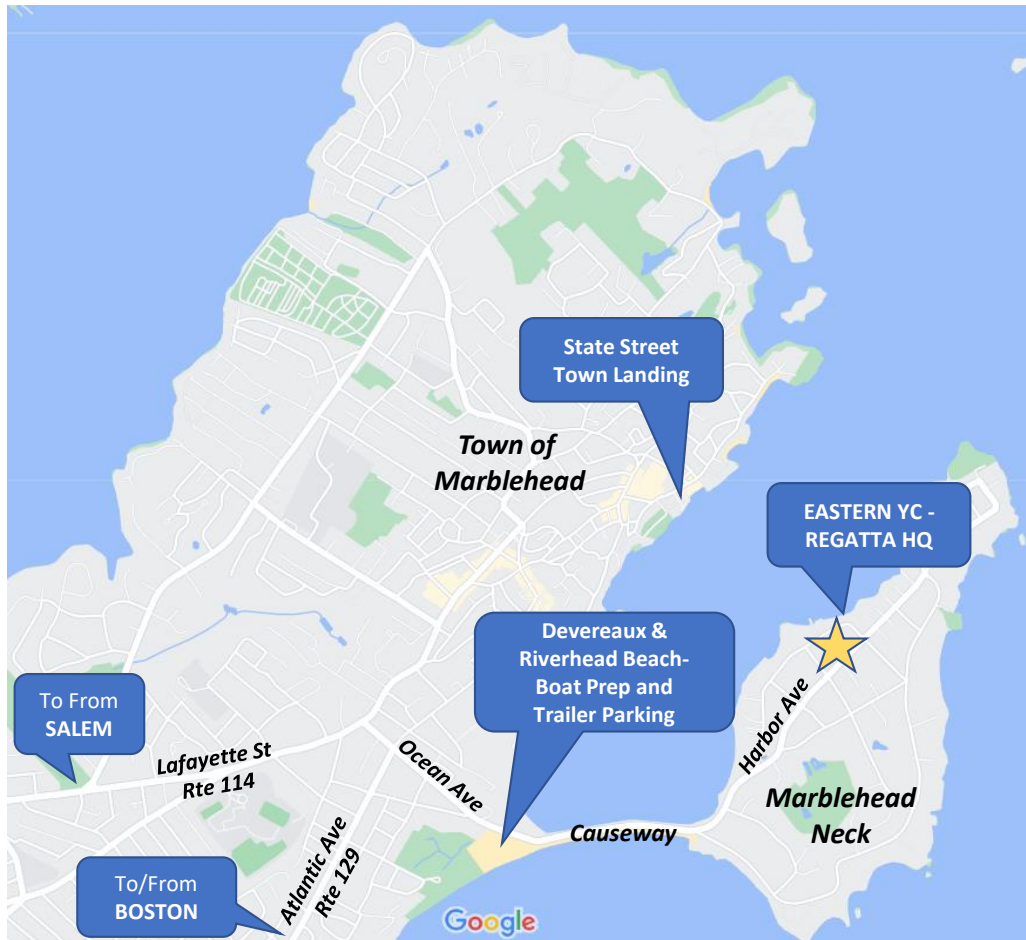 State Street
Town Landing
Town of
Marblehead
EASTERN YC -
REGATTA HQ
Devereaux &
Riverhead Beach-
Boat Prep and
Trailer Parking
To From
SALEM
Lafayette St
Rte 114
Ocean Ave
Harbor Ave
Marblehead
Neck
Causeway
Atlantic Ave
Rte 129
To/From
BOSTON
Google